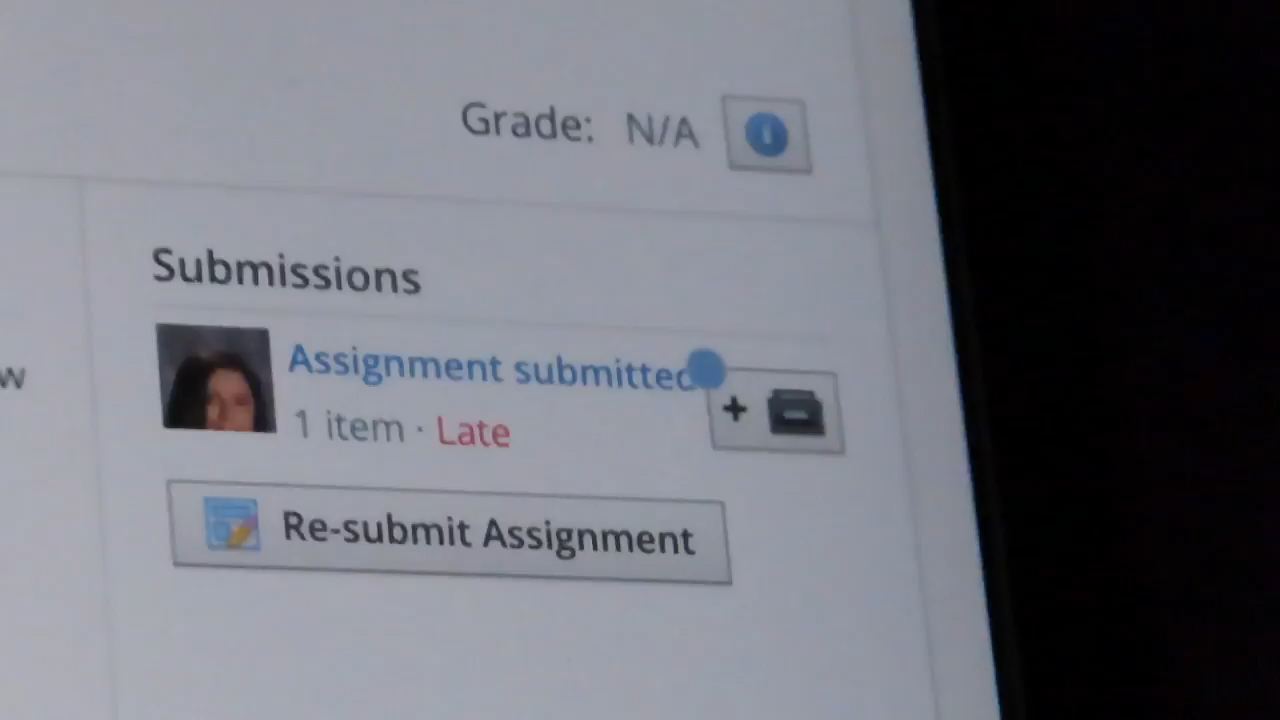 Grade: N/A
Submissions
Assignment submitted
1 item · Late
w
Re-submit Assignment